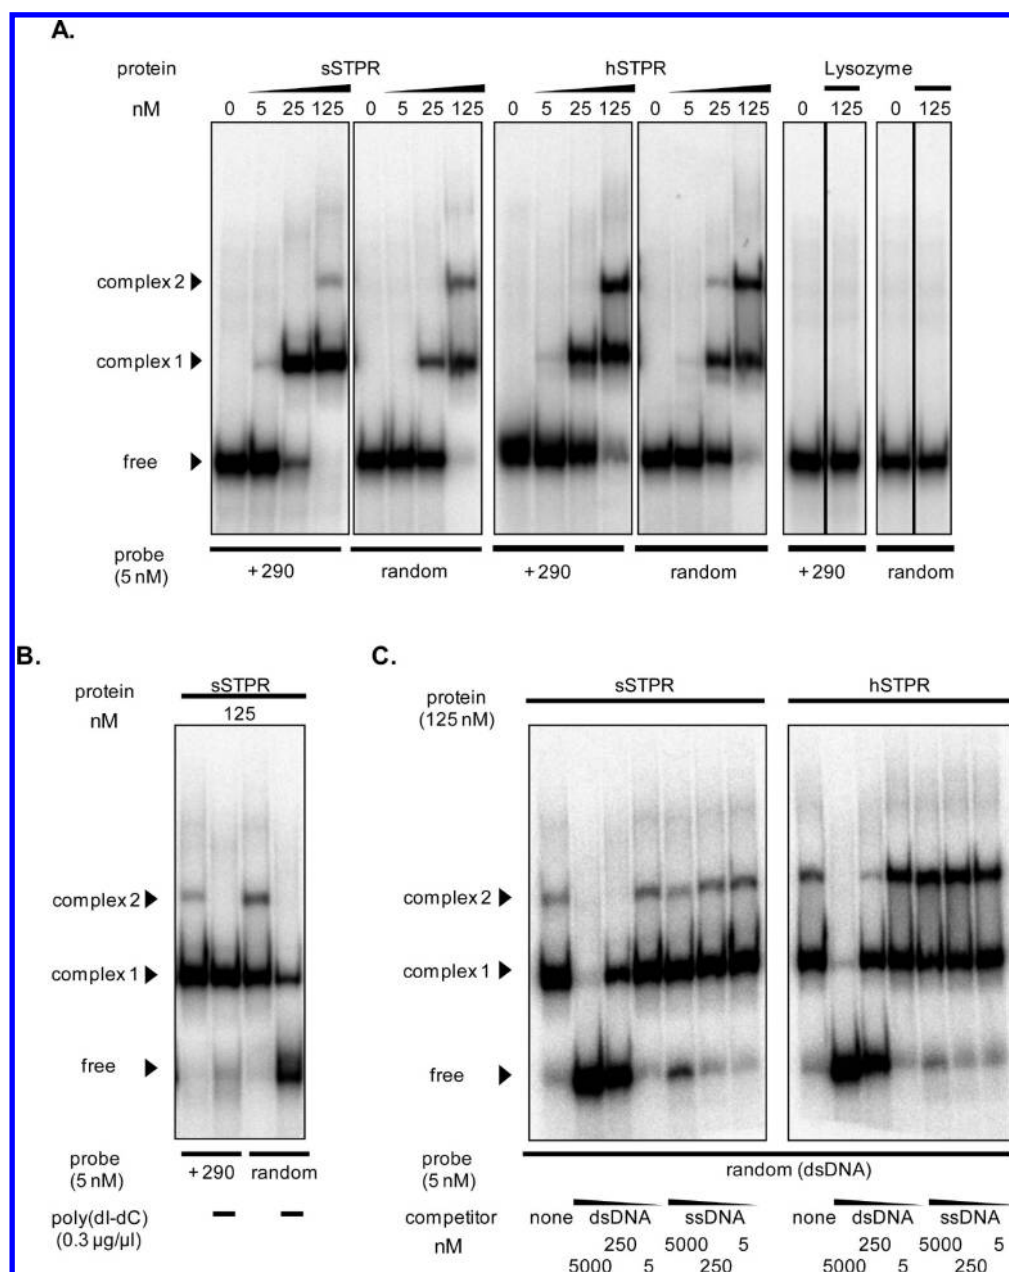 A.
protein sSTPR hSTPR Lysozyme
nM 0 5 25 125 0 5 25 125 0 5 25 125 0 5 25 125 0 125 0 125
complex 2
complex 1
free
probe
(5 nM)
+290 random +290 random +290 random
B.
sSTPR
protein
nM 125
complex 2
complex 1
free
probe
(5 nM)
+290 random
poly(dI-dC)
(0.3 µg/µl)
C.
sSTPR hSTPR
protein
(125 nM)
complex 2
complex 1
free
probe
(5 nM)
random (dsDNA)
competitor none dsDNA ssDNA none dsDNA ssDNA
nM 250 5000 5 250 5000 5
5000 5 250 5000 5 250